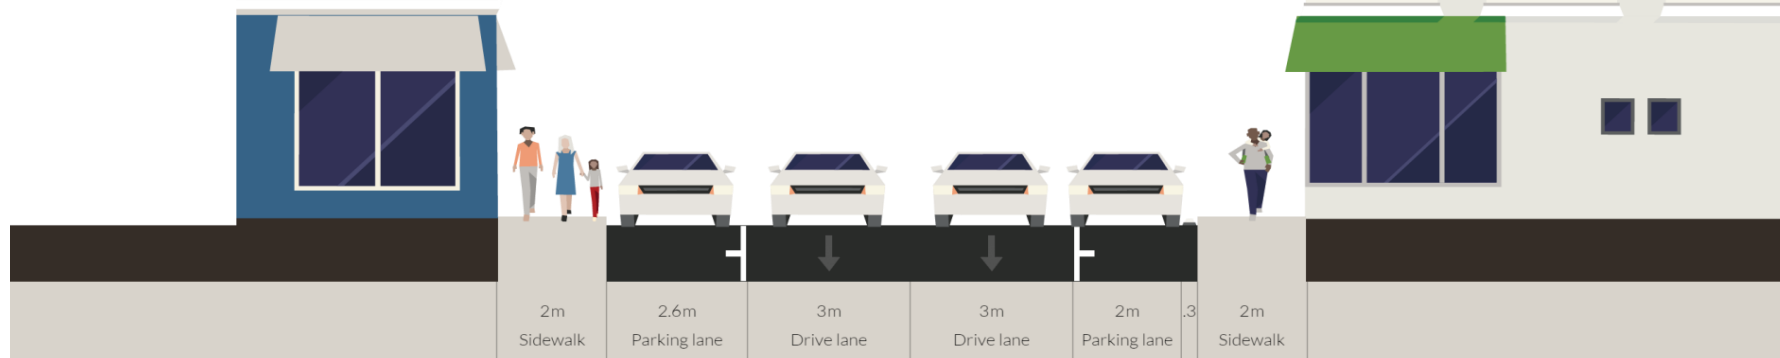 2m
Sidewalk
2.6m
Parking lane
3m
Drive lane
3m
Drive lane
2m
Parking lane
.3
2m
Sidewalk